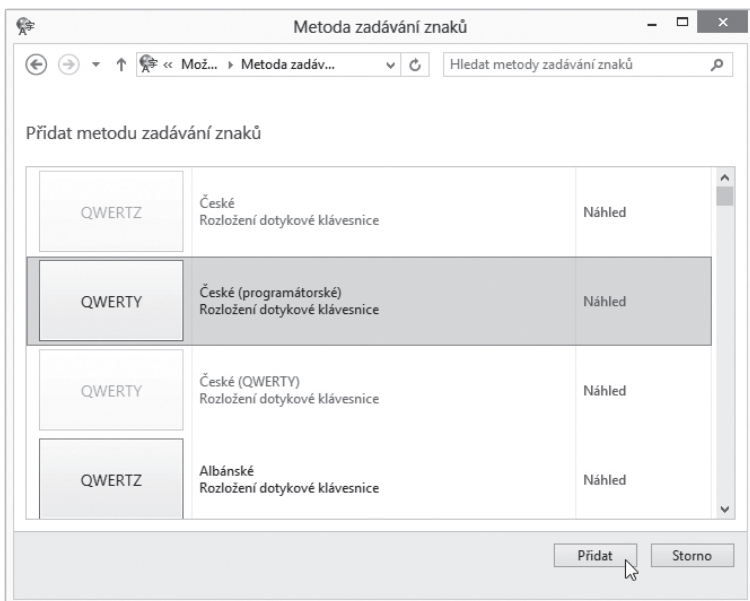 Metoda zadávání znaků
« Mož... Metoda zadáv...
Hledat metody zadávání znaků
Přidat metodu zadávání znaků
QWERTZ
České
Rozložení dotykové klávesnice
Náhled
QWERTY
České (programátorské)
Rozložení dotykové klávesnice
Náhled
QWERTY
České (QWERTY)
Rozložení dotykové klávesnice
Náhled
QWERTZ
Albánské
Rozložení dotykové klávesnice
Náhled
Přidat
Storno